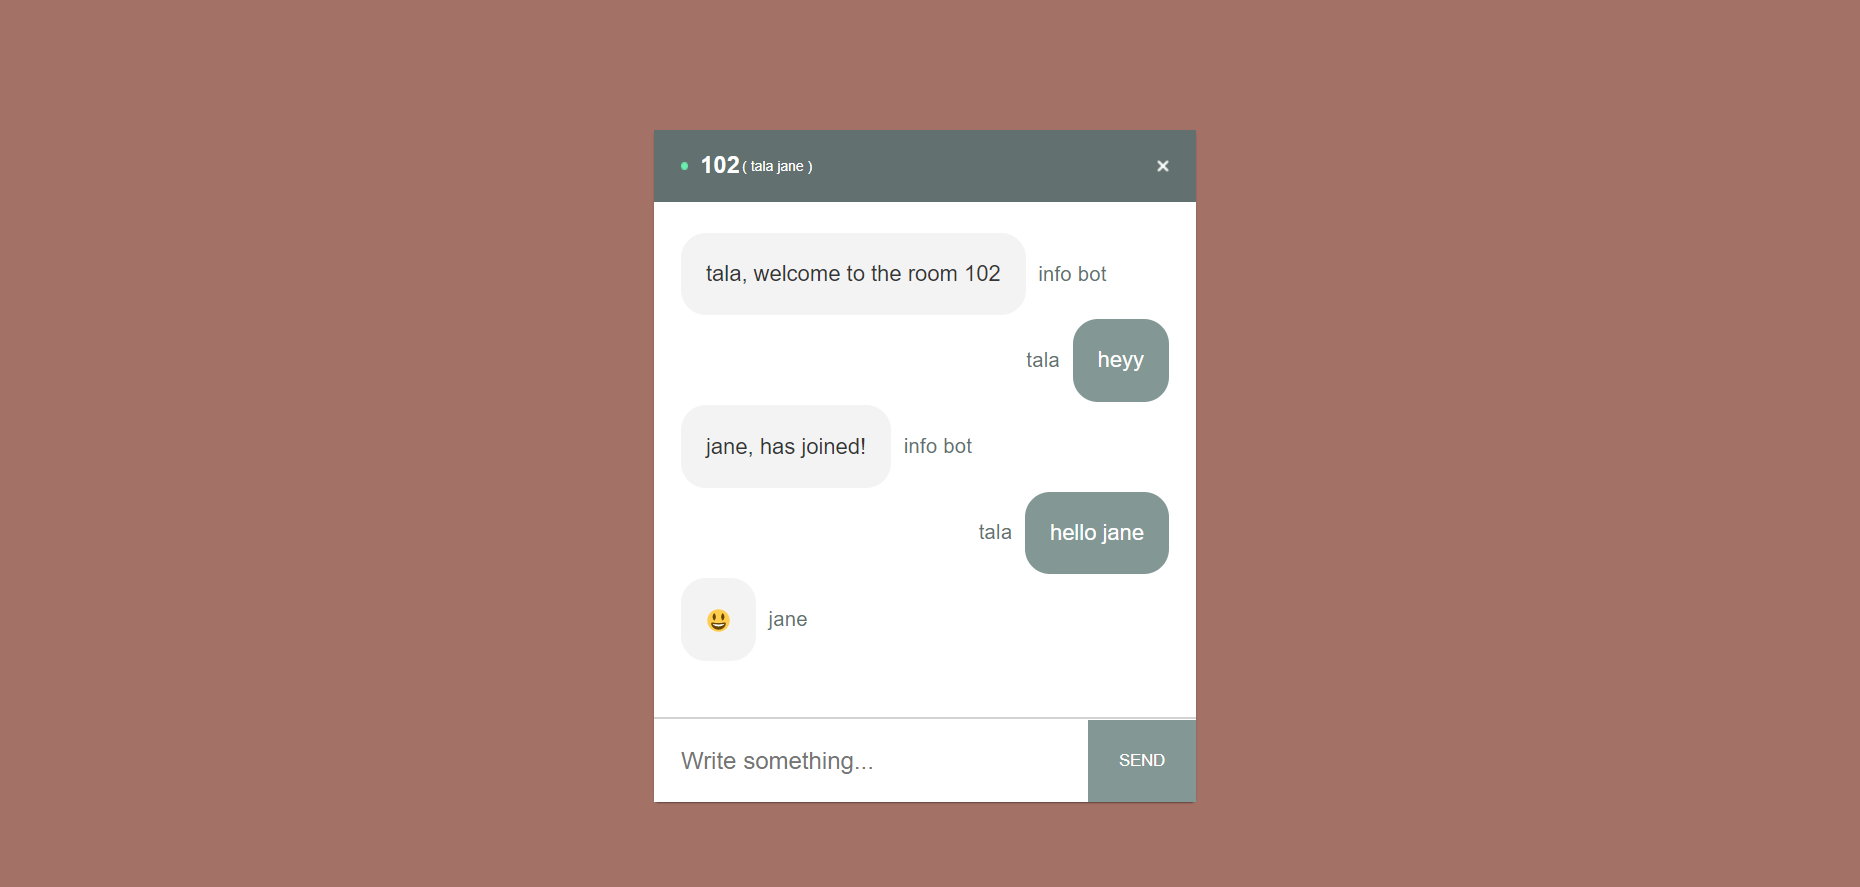 102 ( tala jane )
tala, welcome to the room 102 info bot
tala heyy
jane, has joined! info bot
tala hello jane
😃 jane
Write something... SEND